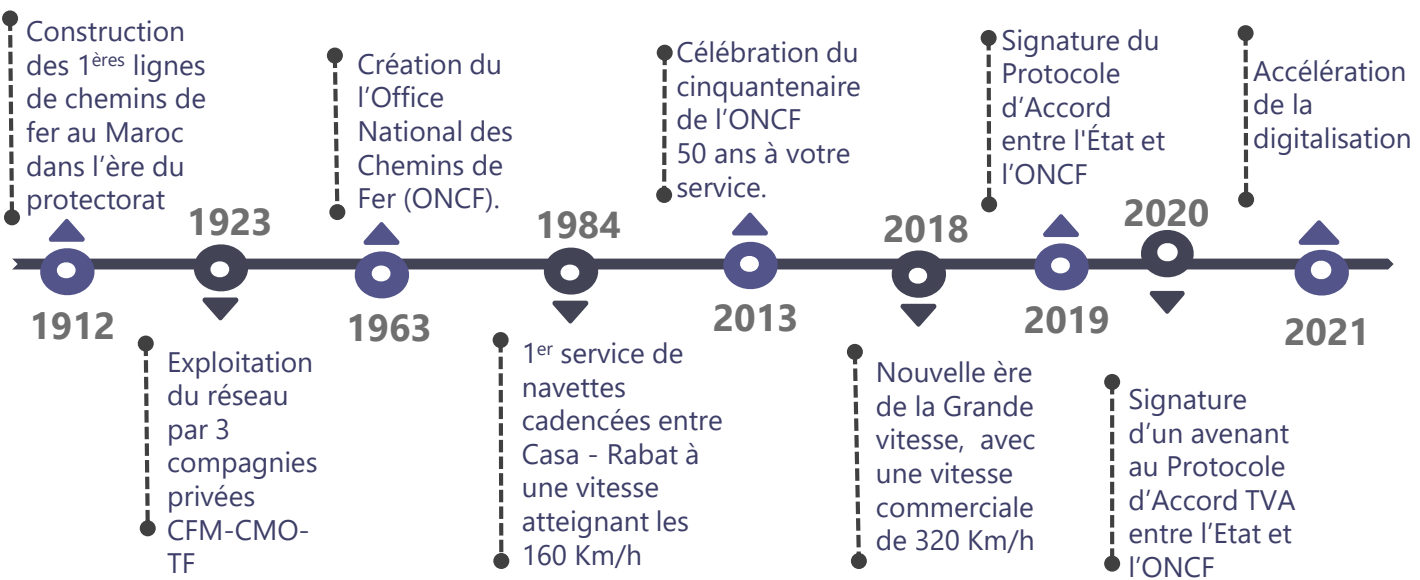 Construction
des 1ères lignes
de chemins de
fer au Maroc
dans l'ère du
protectorat
1912
1923
Exploitation
du réseau
par 3
compagnies
privées
CFM-CMO-
TF
Création du
l'Office
National des
Chemins de
Fer (ONCF).
1963
1984
1er service de
navettes
cadencées entre
Casa - Rabat à
une vitesse
atteignant les
160 Km/h
Célébration du
cinquantenaire
de l'ONCF
50 ans à votre
service.
2013
2018
Nouvelle ère
de la Grande
vitesse, avec
une vitesse
commerciale
de 320 Km/h
Signature du
Protocole
d'Accord
entre l'État et
l'ONCF
2019
2020
Signature
d'un avenant
au Protocole
d'Accord TVA
entre l'Etat et
l'ONCF
Accélération
de la
digitalisation
2021